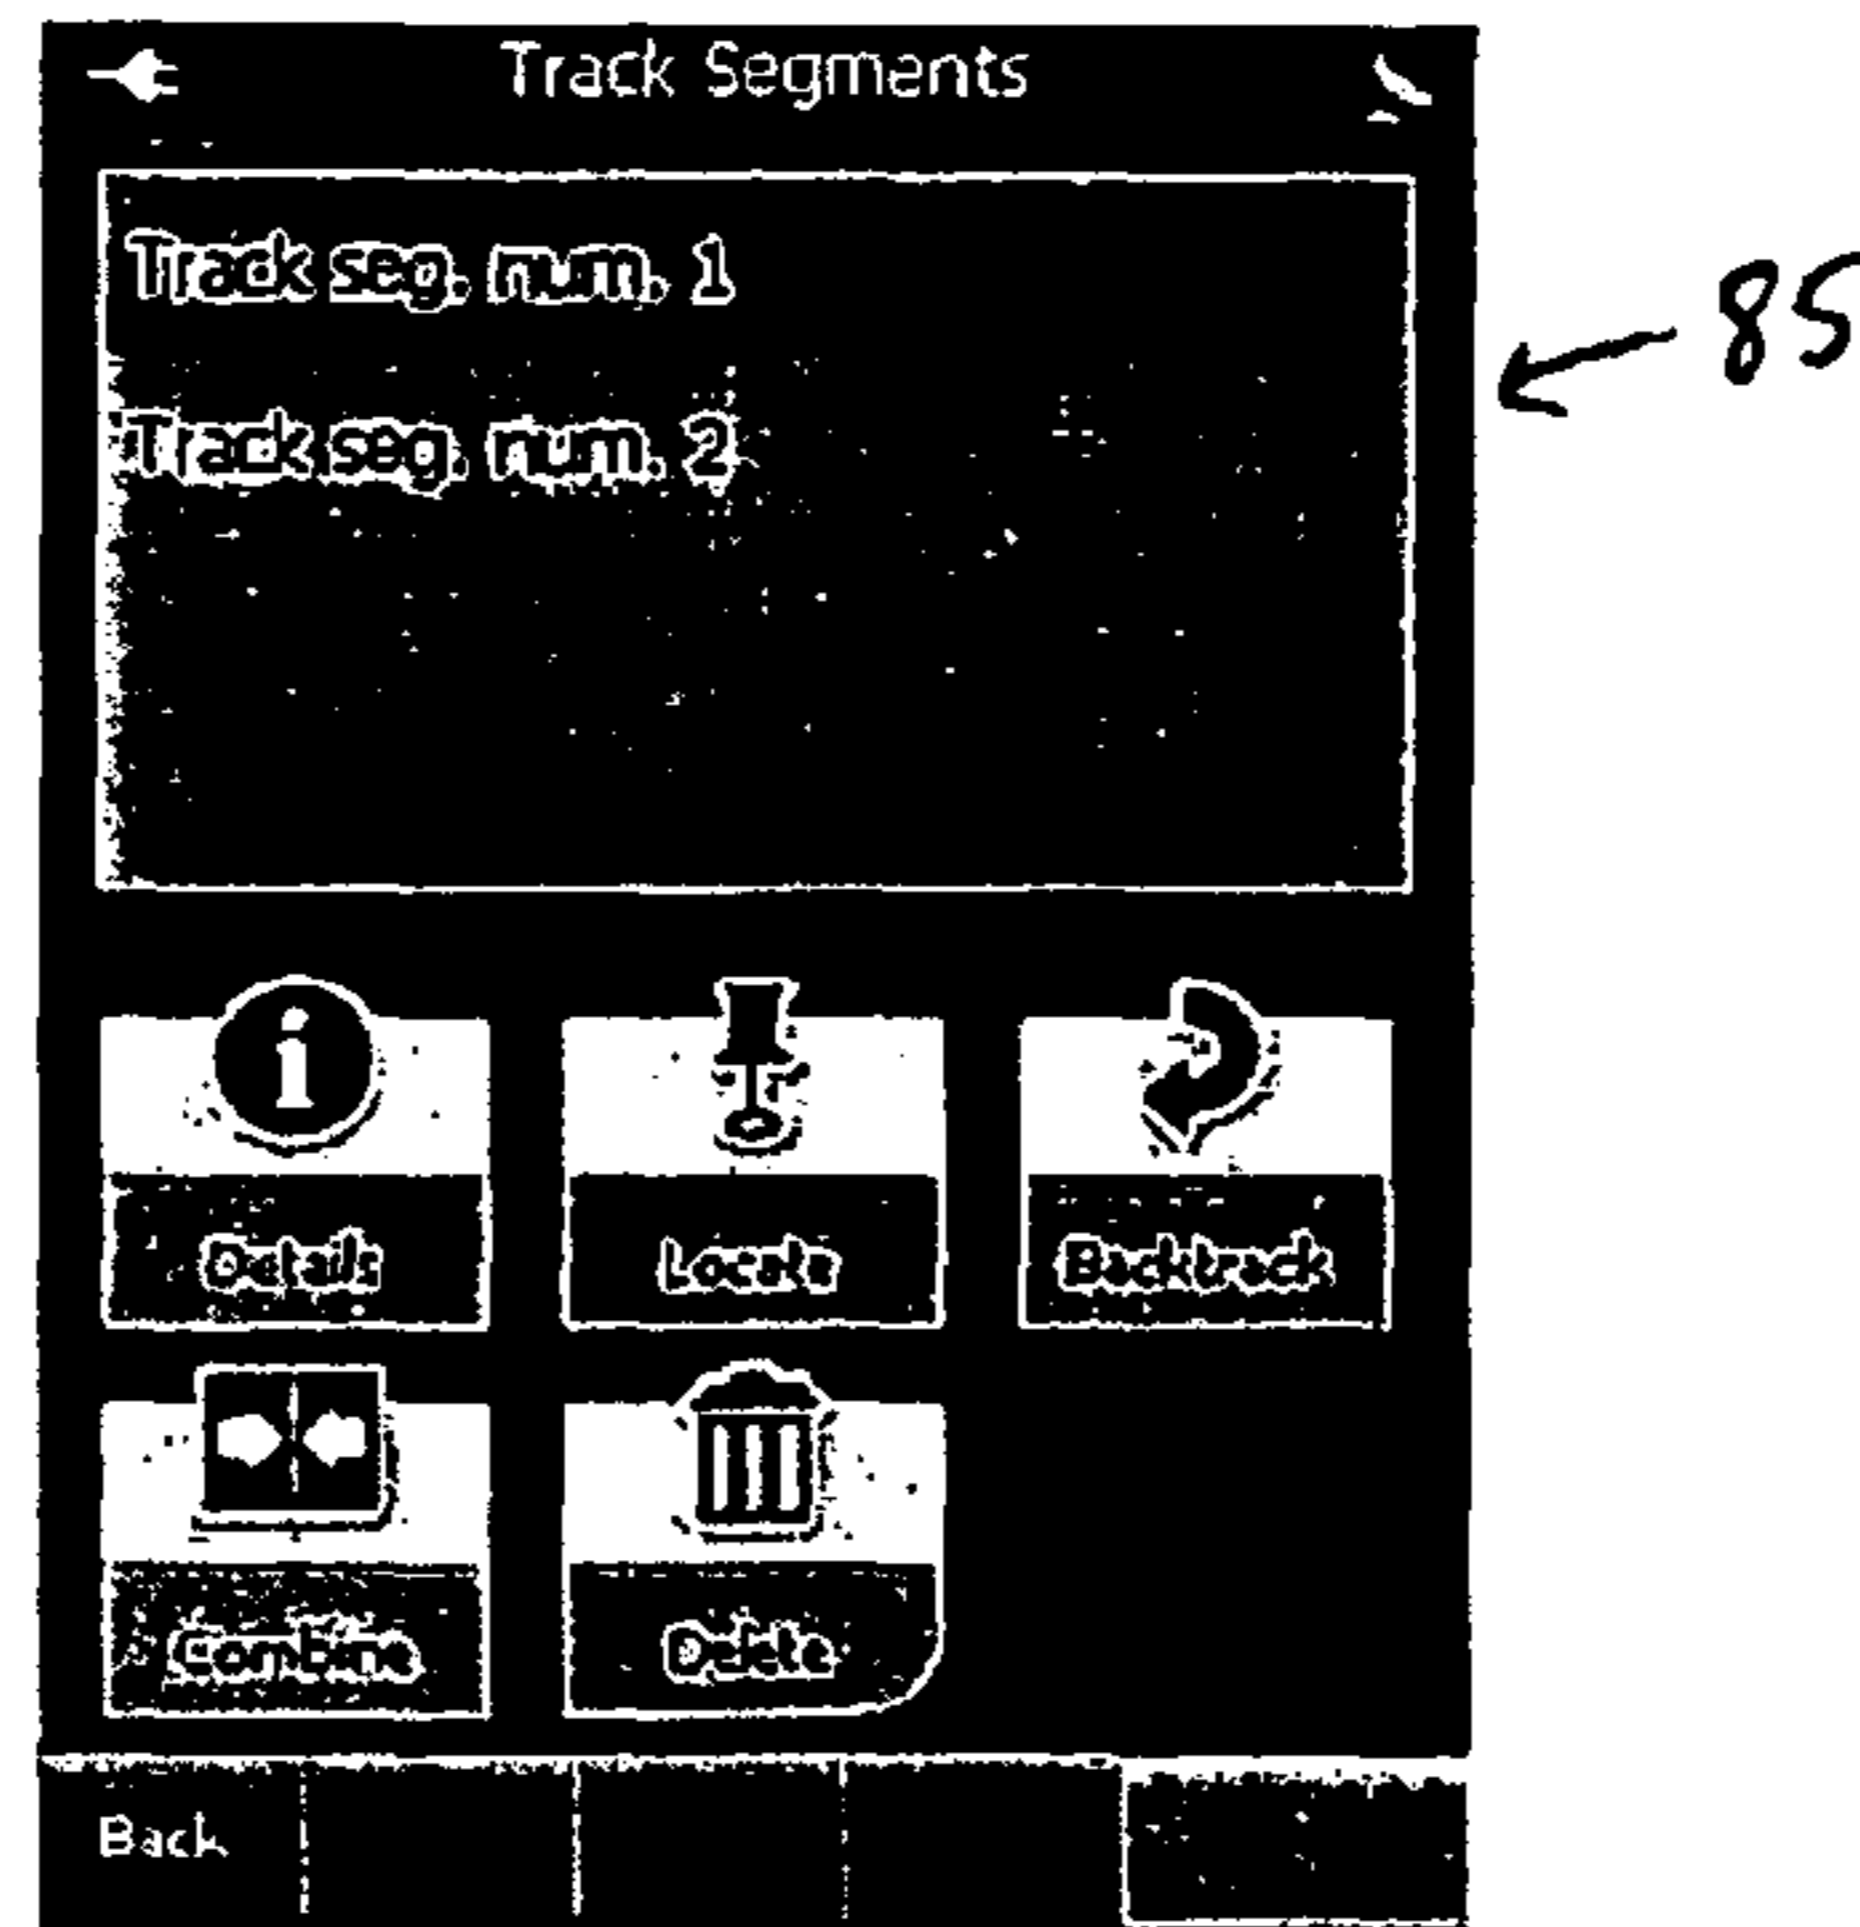 Track Segments
Track seg. num. 1
85
Track seg. num. 2
Details
Locate
Backtrack
Combine
Delete
Back